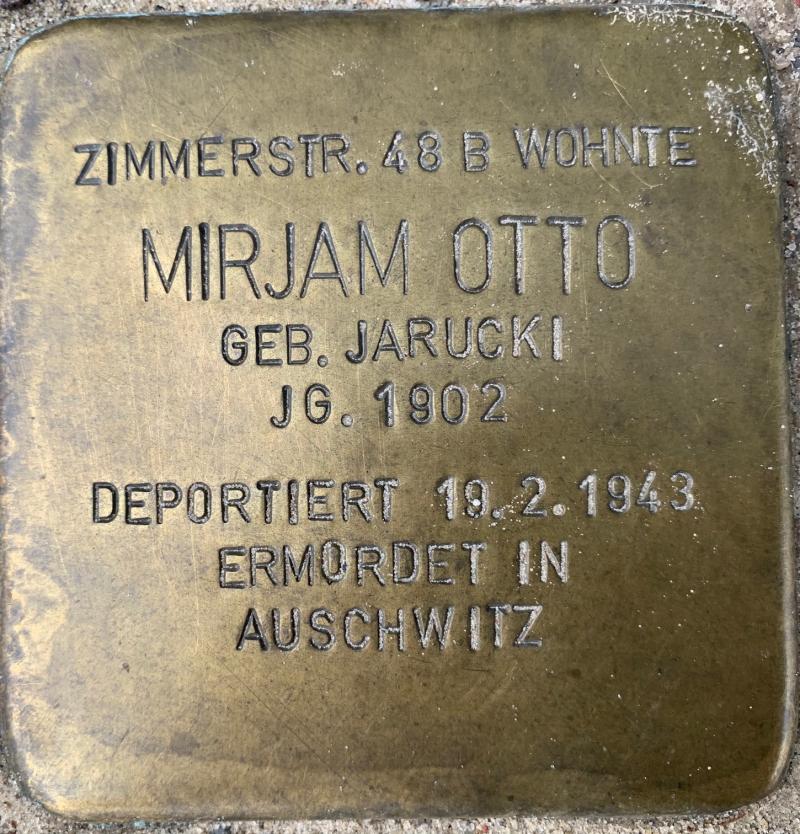 ZIMMERSTR. 48 B WOHNTE
MIRJAM OTTO
GEB. JARUCKI
JG. 1902
DEPORTIERT 19.2.1943
ERMORDET IN
AUSCHWITZ